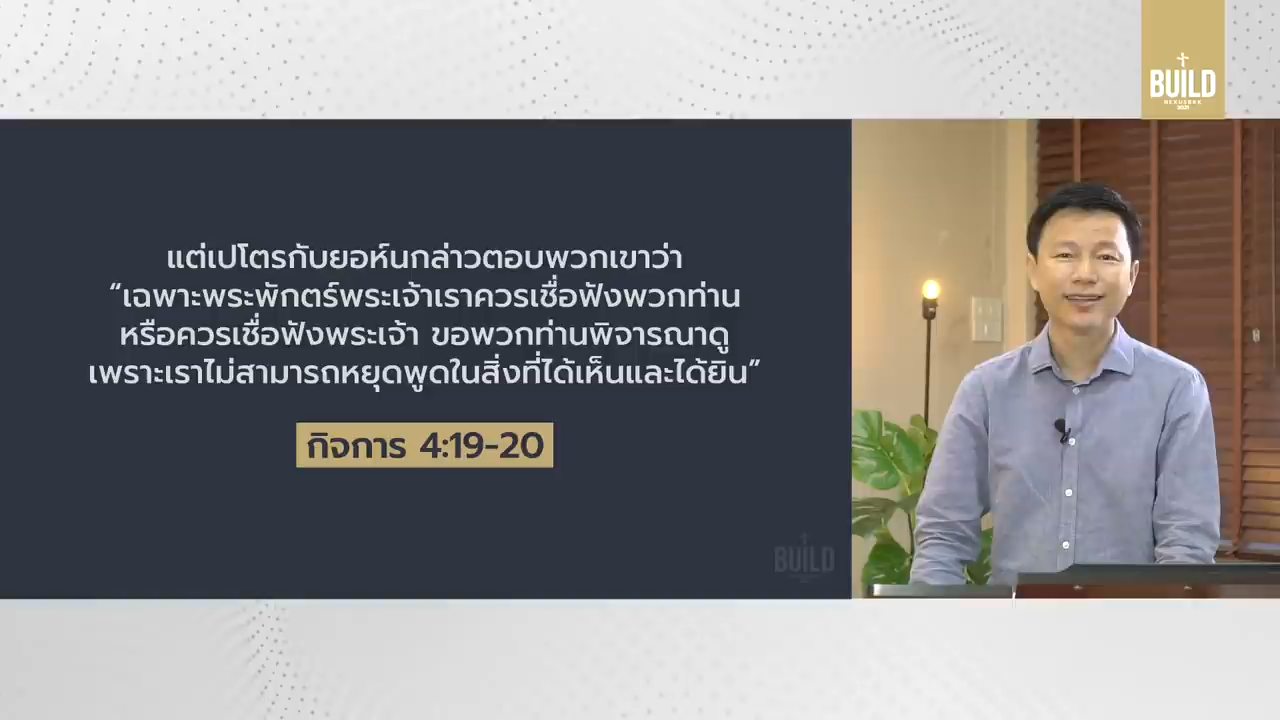 แต่เปโตรกับยอห์นกล่าวตอบพวกเขาว่า
“เฉพาะพระพักตร์พระเจ้าเราควรเชื่อฟังพวกท่าน
หรือควรเชื่อฟังพระเจ้า ขอพวกท่านพิจารณาดู
เพราะเราไม่สามารถหยุดพูดในสิ่งที่ได้เห็นและได้ยิน”
กิจการ 4:19-20
BUILD
BUILD
NEXUSBKK
2021